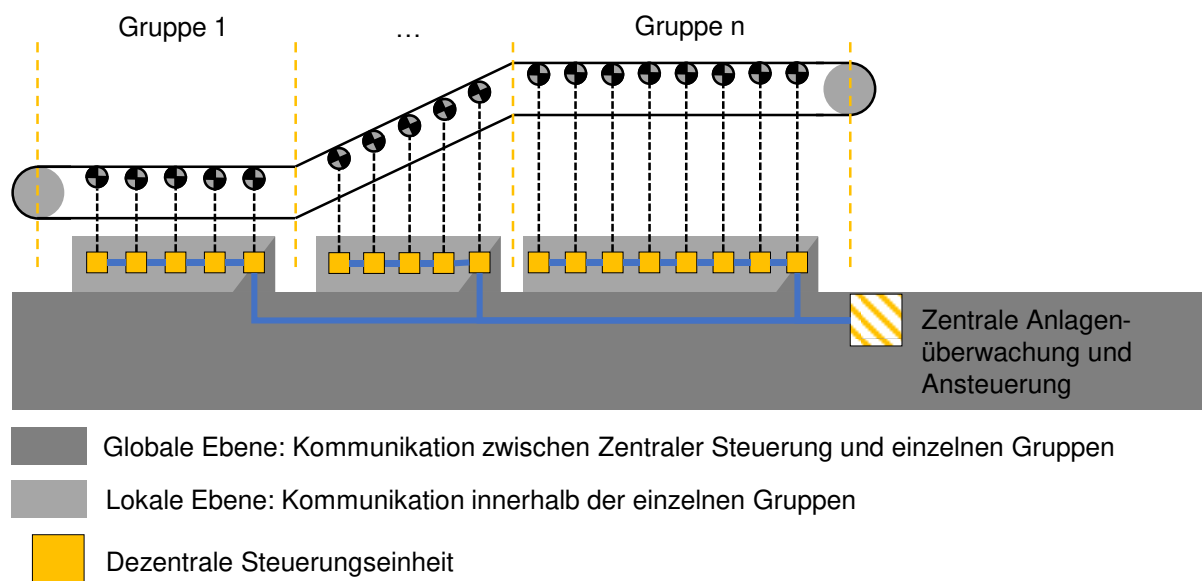 Gruppe 1
…
Gruppe n
Zentrale Anlagen-
überwachung und
Ansteuerung
Globale Ebene: Kommunikation zwischen Zentraler Steuerung und einzelnen Gruppen
Lokale Ebene: Kommunikation innerhalb der einzelnen Gruppen
Dezentrale Steuerungseinheit